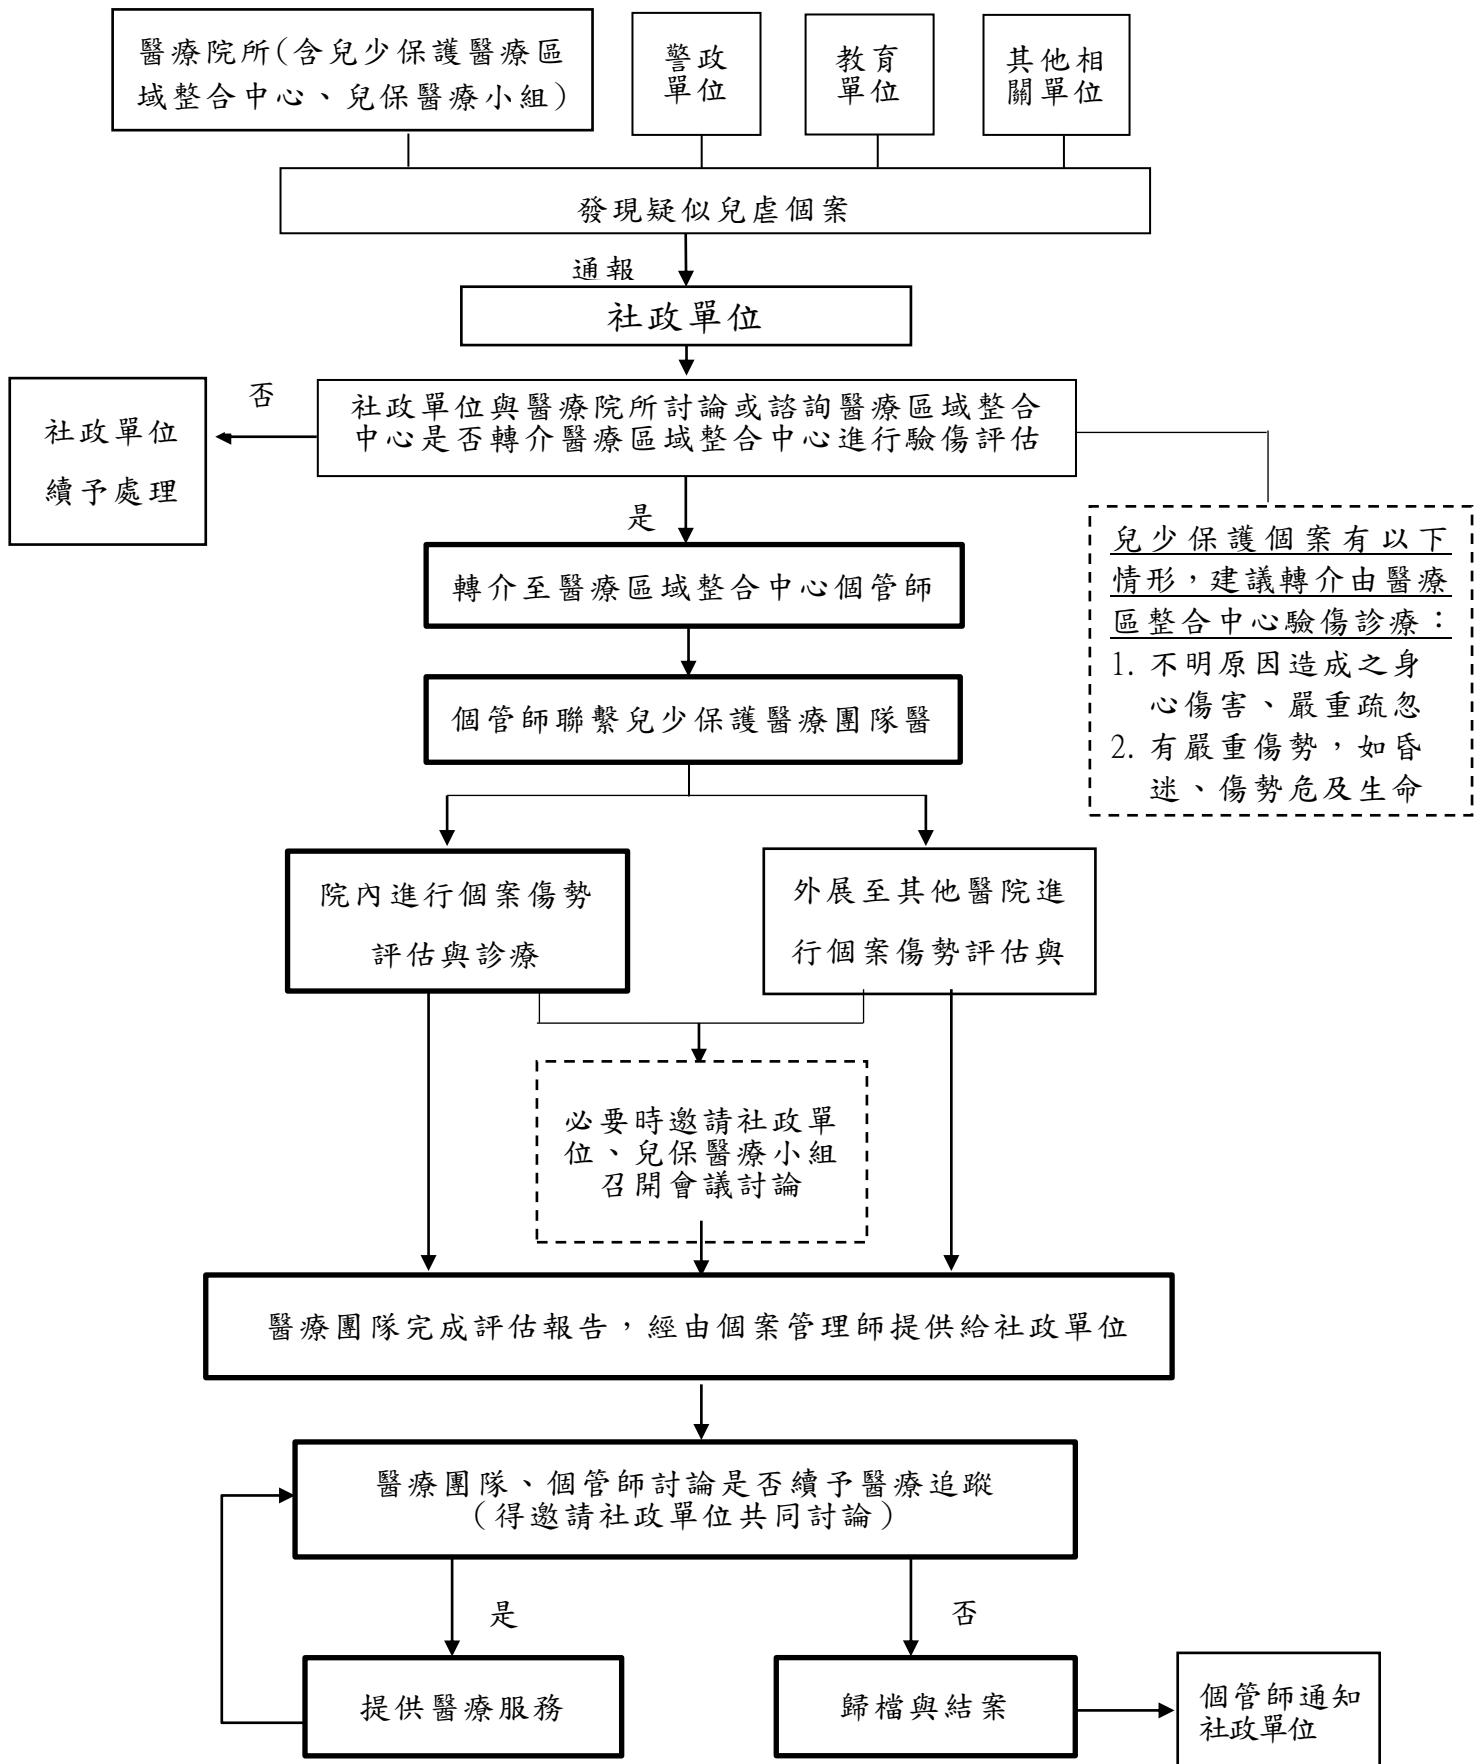 醫療院所(含兒少保護醫療區
域整合中心、兒保醫療小組)
警政
單位
教育
單位
其他相
關單位
發現疑似兒虐個案
通報
社政單位
否
社政單位
續予處理
社政單位與醫療院所討論或諮詢醫療區域整合
中心是否轉介醫療區域整合中心進行驗傷評估
是
兒少保護個案有以下
情形，建議轉介由醫療
區整合中心驗傷診療：
1. 不明原因造成之身
心傷害、嚴重疏忽
2. 有嚴重傷勢，如昏
迷、傷勢危及生命
轉介至醫療區域整合中心個管師
個管師聯繫兒少保護醫療團隊醫
院內進行個案傷勢
評估與診療
外展至其他醫院進
行個案傷勢評估與
必要時邀請社政單
位、兒保醫療小組
召開會議討論
醫療團隊完成評估報告，經由個案管理師提供給社政單位
醫療團隊、個管師討論是否續予醫療追蹤
（得邀請社政單位共同討論）
是
否
提供醫療服務
歸檔與結案
個管師通知
社政單位